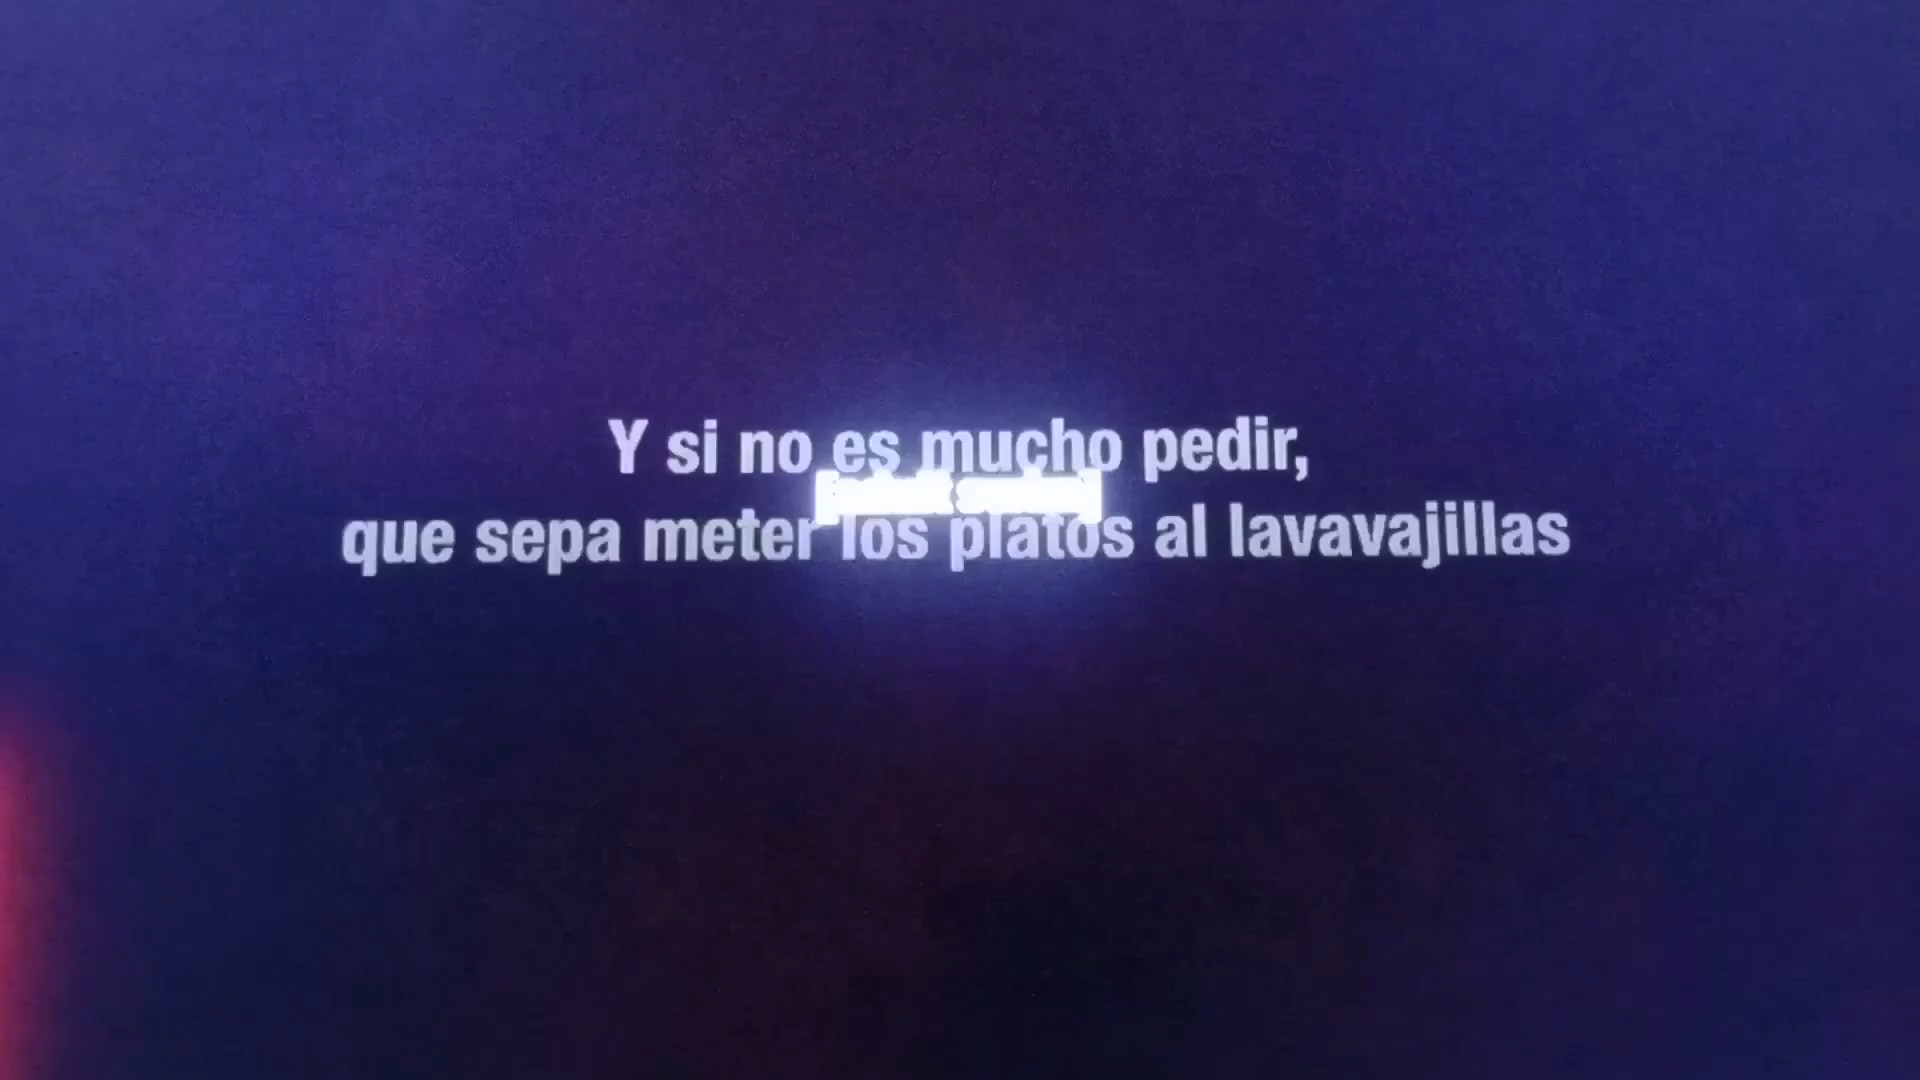 Y si no es mucho pedir,
que sepa meter los platos al lavavajillas